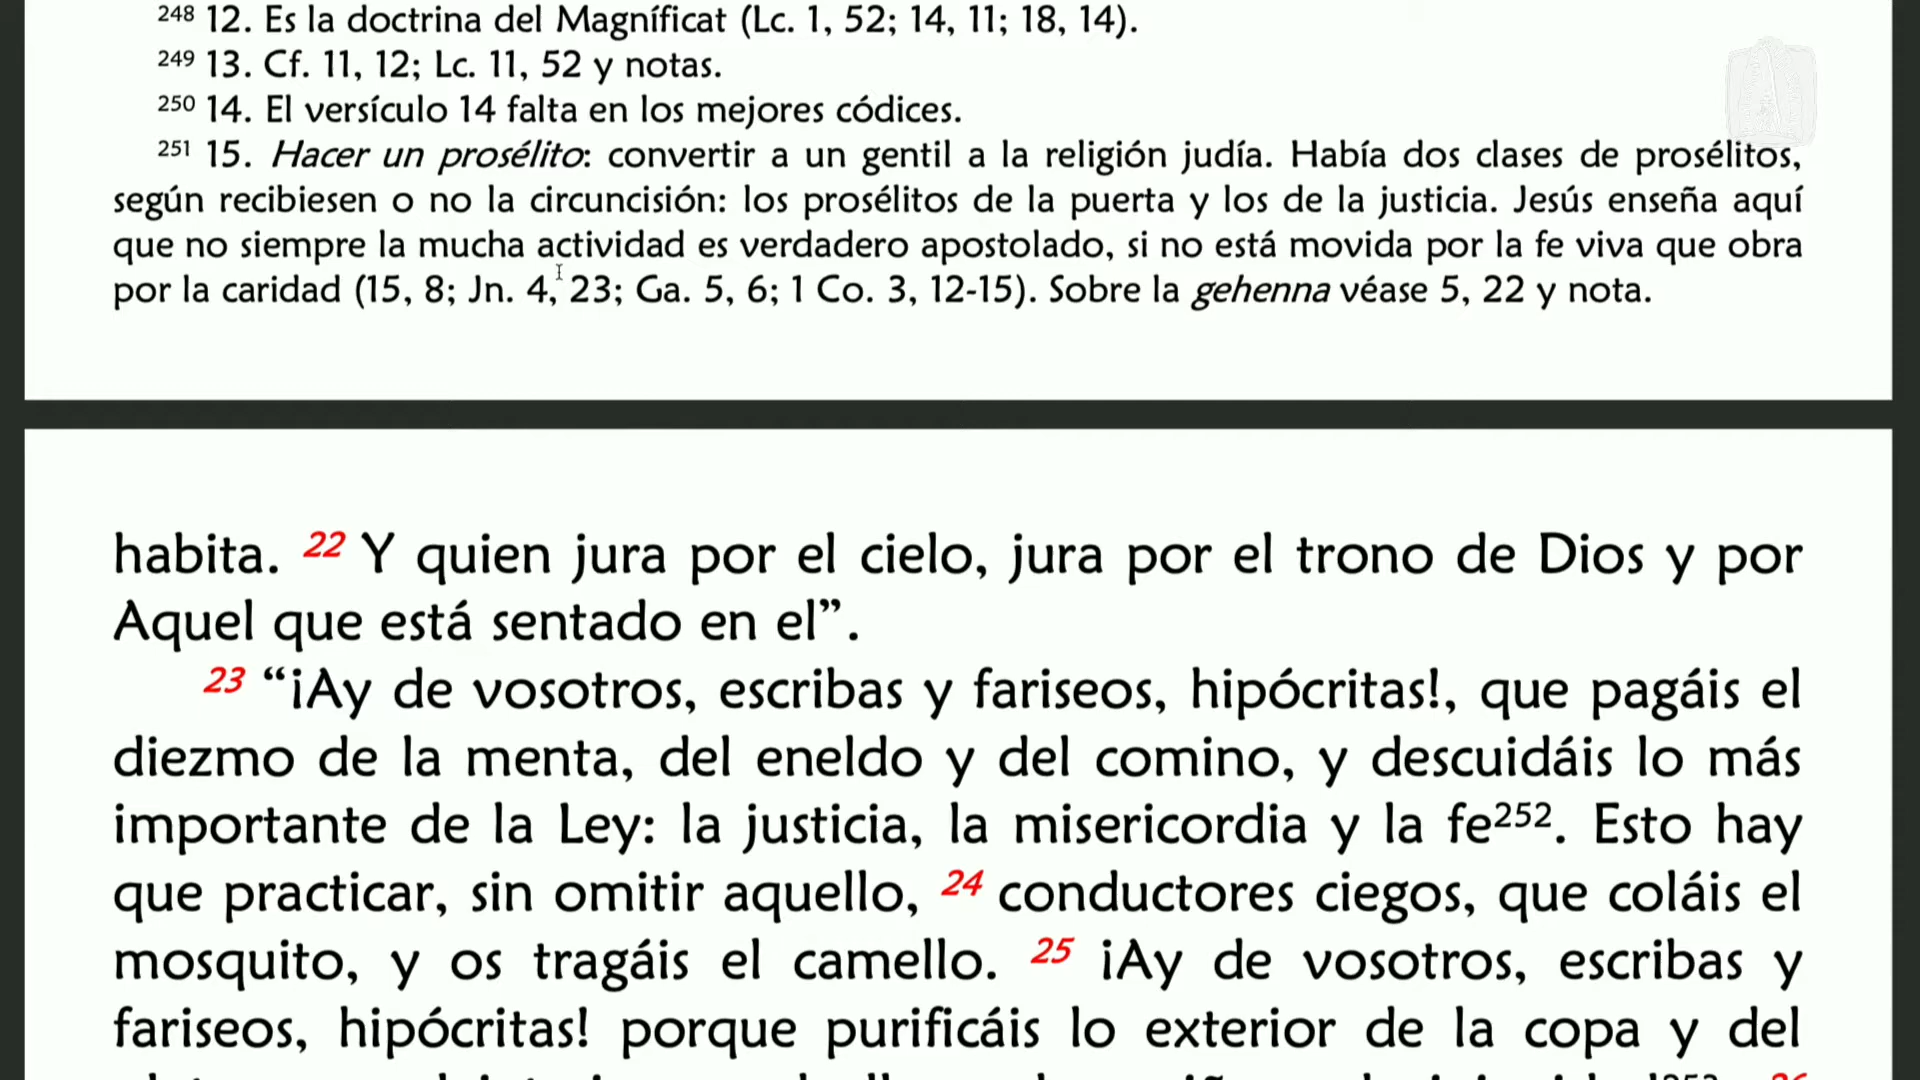 248 12. Es la doctrina del Magníficat (Lc. 1, 52; 14, 11; 18, 14).
249 13. Cf. 11, 12; Lc. 11, 52 y notas.
250 14. El versículo 14 falta en los mejores códices.
251 15. Hacer un prosélito: convertir a un gentil a la religión judía. Había dos clases de prosélitos,
según recibiesen o no la circuncisión: los prosélitos de la puerta y los de la justicia. Jesús enseña aquí
que no siempre la mucha actividad es verdadero apostolado, si no está movida por la fe viva que obra
por la caridad (15, 8; Jn. 4, 23; Ga. 5, 6; 1 Co. 3, 12-15). Sobre la gehenna véase 5, 22 y nota.
habita. 22 Y quien jura por el cielo, jura por el trono de Dios y por
Aquel que está sentado en el”.
23 “¡Ay de vosotros, escribas y fariseos, hipócritas!, que pagáis el
diezmo de la menta, del eneldo y del comino, y descuidáis lo más
importante de la Ley: la justicia, la misericordia y la fe252. Esto hay
que practicar, sin omitir aquello, 24 conductores ciegos, que coláis el
mosquito, y os tragáis el camello. 25 ¡Ay de vosotros, escribas y
fariseos, hipócritas! porque purificáis lo exterior de la copa y del